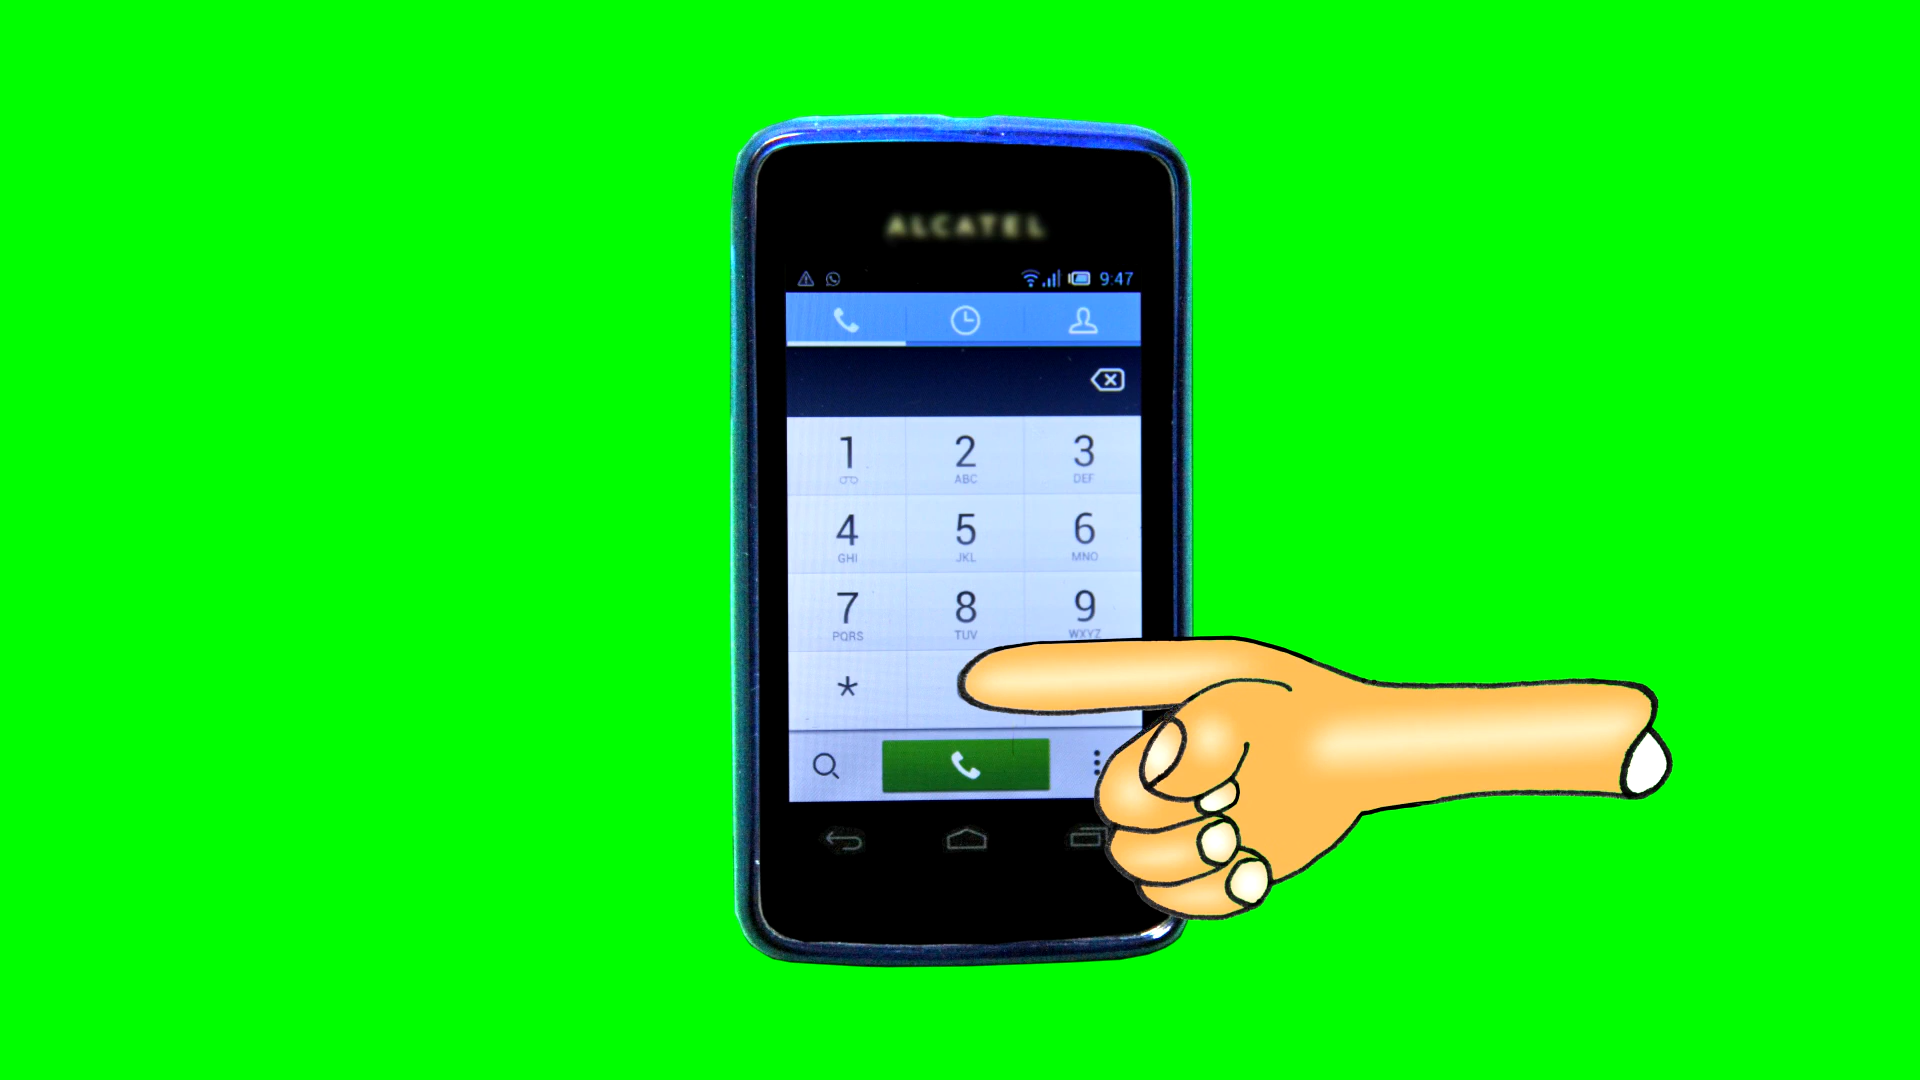 ALCATEL
9:47
1 2 3
ABC DEF
4 5 6
GHI JKL MNO
7 8 9
PQRS TUV WXYZ
*